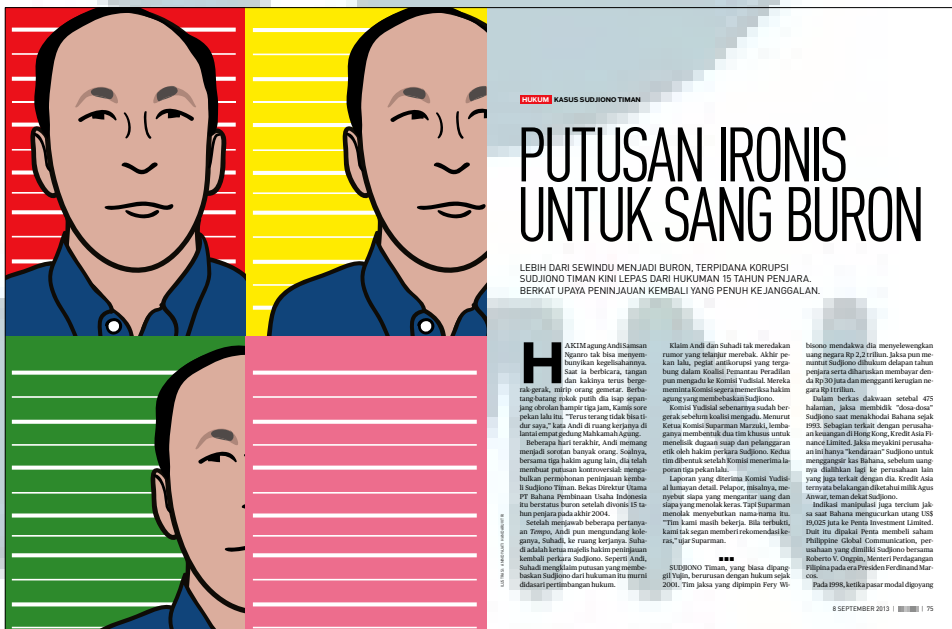 HUKUM KASUS SUDJIONO TIMAN
PUTUSAN IRONIS
UNTUK SANG BURON
LEBIH DARI SEWINDU MENJADI BURON, TERPIDANA KORUPSI
SUDJIONO TIMAN KINI LEPAS DARI HUKUMAN 15 TAHUN PENJARA.
BERKAT UPAYA PENINJAUAN KEMBALI YANG PENUH KEJANGGALAN.
HAKIM agung Andi Samsan
Nganro tak bisa menyem-
bunyikan kegelisahannya.
Saat ia berbicara, tangan
dan kakinya terus berge-
rak-gerak, mirip orang gemetar. Berba-
tang-batang rokok putih dia isap sepan-
jang obrolan hampir tiga jam, Kamis sore
pekan lalu itu. "Terus terang tidak bisa ti-
dur saya," kata Andi di ruang kerjanya di
lantai empat gedung Mahkamah Agung.
Beberapa hari terakhir, Andi memang
menjadi sorotan banyak orang. Soalnya,
bersama tiga hakim agung lain, dia telah
membuat putusan kontroversial: menga-
bulkan permohonan peninjauan kemba-
li Sudjiono Timan. Bekas Direktur Utama
PT Bahana Pembinaan Usaha Indonesia
itu berstatus buron setelah divonis 15 ta-
hun penjara pada akhir 2004.
Setelah menjawab beberapa pertanya-
an Tempo, Andi pun mengundang kole-
ganya, Suhadi, ke ruang kerjanya. Suha-
di adalah ketua majelis hakim peninjauan
kembali perkara Sudjiono. Seperti Andi,
Suhadi mengklaim putusan yang membe-
baskan Sudjiono dari hukuman itu murni
didasari pertimbangan hukum.
Klaim Andi dan Suhadi tak meredakan
rumor yang telanjur merebak. Akhir pe-
kan lalu, pegiat antikorupsi yang terga-
bung dalam Koalisi Pemantau Peradilan
pun mengadu ke Komisi Yudisial. Mereka
meminta Komisi segera memeriksa hakim
agung yang membebaskan Sudjiono.
Komisi Yudisial sebenarnya sudah ber-
gerak sebelum koalisi mengadu. Menurut
Ketua Komisi Suparman Marzuki, lemba-
ganya membentuk dua tim khusus untuk
menelisik dugaan suap dan pelanggaran
etik oleh hakim perkara Sudjiono. Kedua
tim dibentuk setelah Komisi menerima la-
poran tiga pekan lalu.
Laporan yang diterima Komisi Yudisi-
al lumayan detail. Pelapor, misalnya, me-
nyebut siapa yang mengantar uang dan
siapa yang menolak keras. Tapi Suparman
menolak menyebutkan nama-nama itu.
"Tim kami masih bekerja. Bila terbukti,
kami tak segan memberi rekomendasi ke-
ras," ujar Suparman.
SUDJIONO Timan, yang biasa dipang-
gil Yujin, berurusan dengan hukum sejak
2001. Tim jaksa yang dipimpin Fery Wi-
bisono mendakwa dia menyelewengkan
uang negara Rp 2,2 triliun. Jaksa pun me-
nuntut Sudjiono dihukum delapan tahun
penjara serta diharuskan membayar den-
da Rp 30 juta dan mengganti kerugian ne-
gara Rp 1 triliun.
Dalam berkas dakwaan setebal 475
halaman, jaksa membidik "dosa-dosa"
Sudjiono saat menakhodai Bahana sejak
1993. Sebagian terkait dengan perusaha-
an keuangan di Hong Kong, Kredit Asia Fi-
nance Limited. Jaksa meyakini perusaha-
an ini hanya "kendaraan" Sudjiono untuk
menggangsir kas Bahana, sebelum uang-
nya dialihkan lagi ke perusahaan lain
yang juga terkait dengan dia. Kredit Asia
ternyata belakangan diketahui milik Agus
Anwar, teman dekat Sudjiono.
Indikasi manipulasi juga tercium jak-
sa saat Bahana mengucurkan utang US$
19,025 juta ke Penta Investment Limited.
Duit itu dipakai Penta membeli saham
Philippine Global Communication, per-
usahaan yang dimiliki Sudjiono bersama
Roberto V. Ongpin, Menteri Perdagangan
Filipina pada era Presiden Ferdinand Mar-
cos.
Pada 1998, ketika pasar modal digoyang
8 SEPTEMBER 2013 | | 75